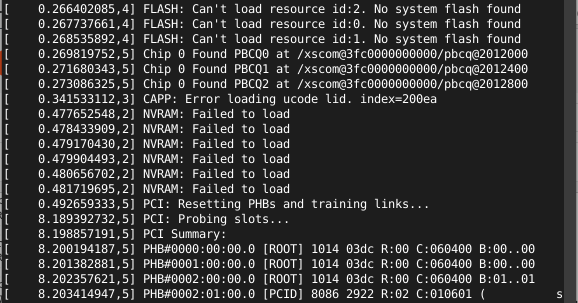 [    0.266402085,4] FLASH: Can't load resource id:2. No system flash found
[    0.267737661,4] FLASH: Can't load resource id:0. No system flash found
[    0.268535892,4] FLASH: Can't load resource id:1. No system flash found
[    0.269819752,5] Chip 0 Found PBCQ0 at /xscom@3fc0000000000/pbcq@2012000
[    0.271680343,5] Chip 0 Found PBCQ1 at /xscom@3fc0000000000/pbcq@2012400
[    0.273086325,5] Chip 0 Found PBCQ2 at /xscom@3fc0000000000/pbcq@2012800
[    0.341533112,3] CAPP: Error loading ucode lid. index=200ea
[    0.477652548,2] NVRAM: Failed to load
[    0.478433909,2] NVRAM: Failed to load
[    0.479170430,2] NVRAM: Failed to load
[    0.479904493,2] NVRAM: Failed to load
[    0.480656702,2] NVRAM: Failed to load
[    0.481719695,2] NVRAM: Failed to load
[    0.492659333,5] PCI: Resetting PHBs and training links...
[    8.189392732,5] PCI: Probing slots...
[    8.198857191,5] PCI Summary:
[    8.200194187,5] PHB#0000:00:00.0 [ROOT] 1014 03dc R:00 C:060400 B:00..00
[    8.201382881,5] PHB#0001:00:00.0 [ROOT] 1014 03dc R:00 C:060400 B:00..00
[    8.202357621,5] PHB#0002:00:00.0 [ROOT] 1014 03dc R:00 C:060400 B:01..01
[    8.203414947,5] PHB#0002:01:00.0 [PCID] 8086 2922 R:02 C:010601 (          s